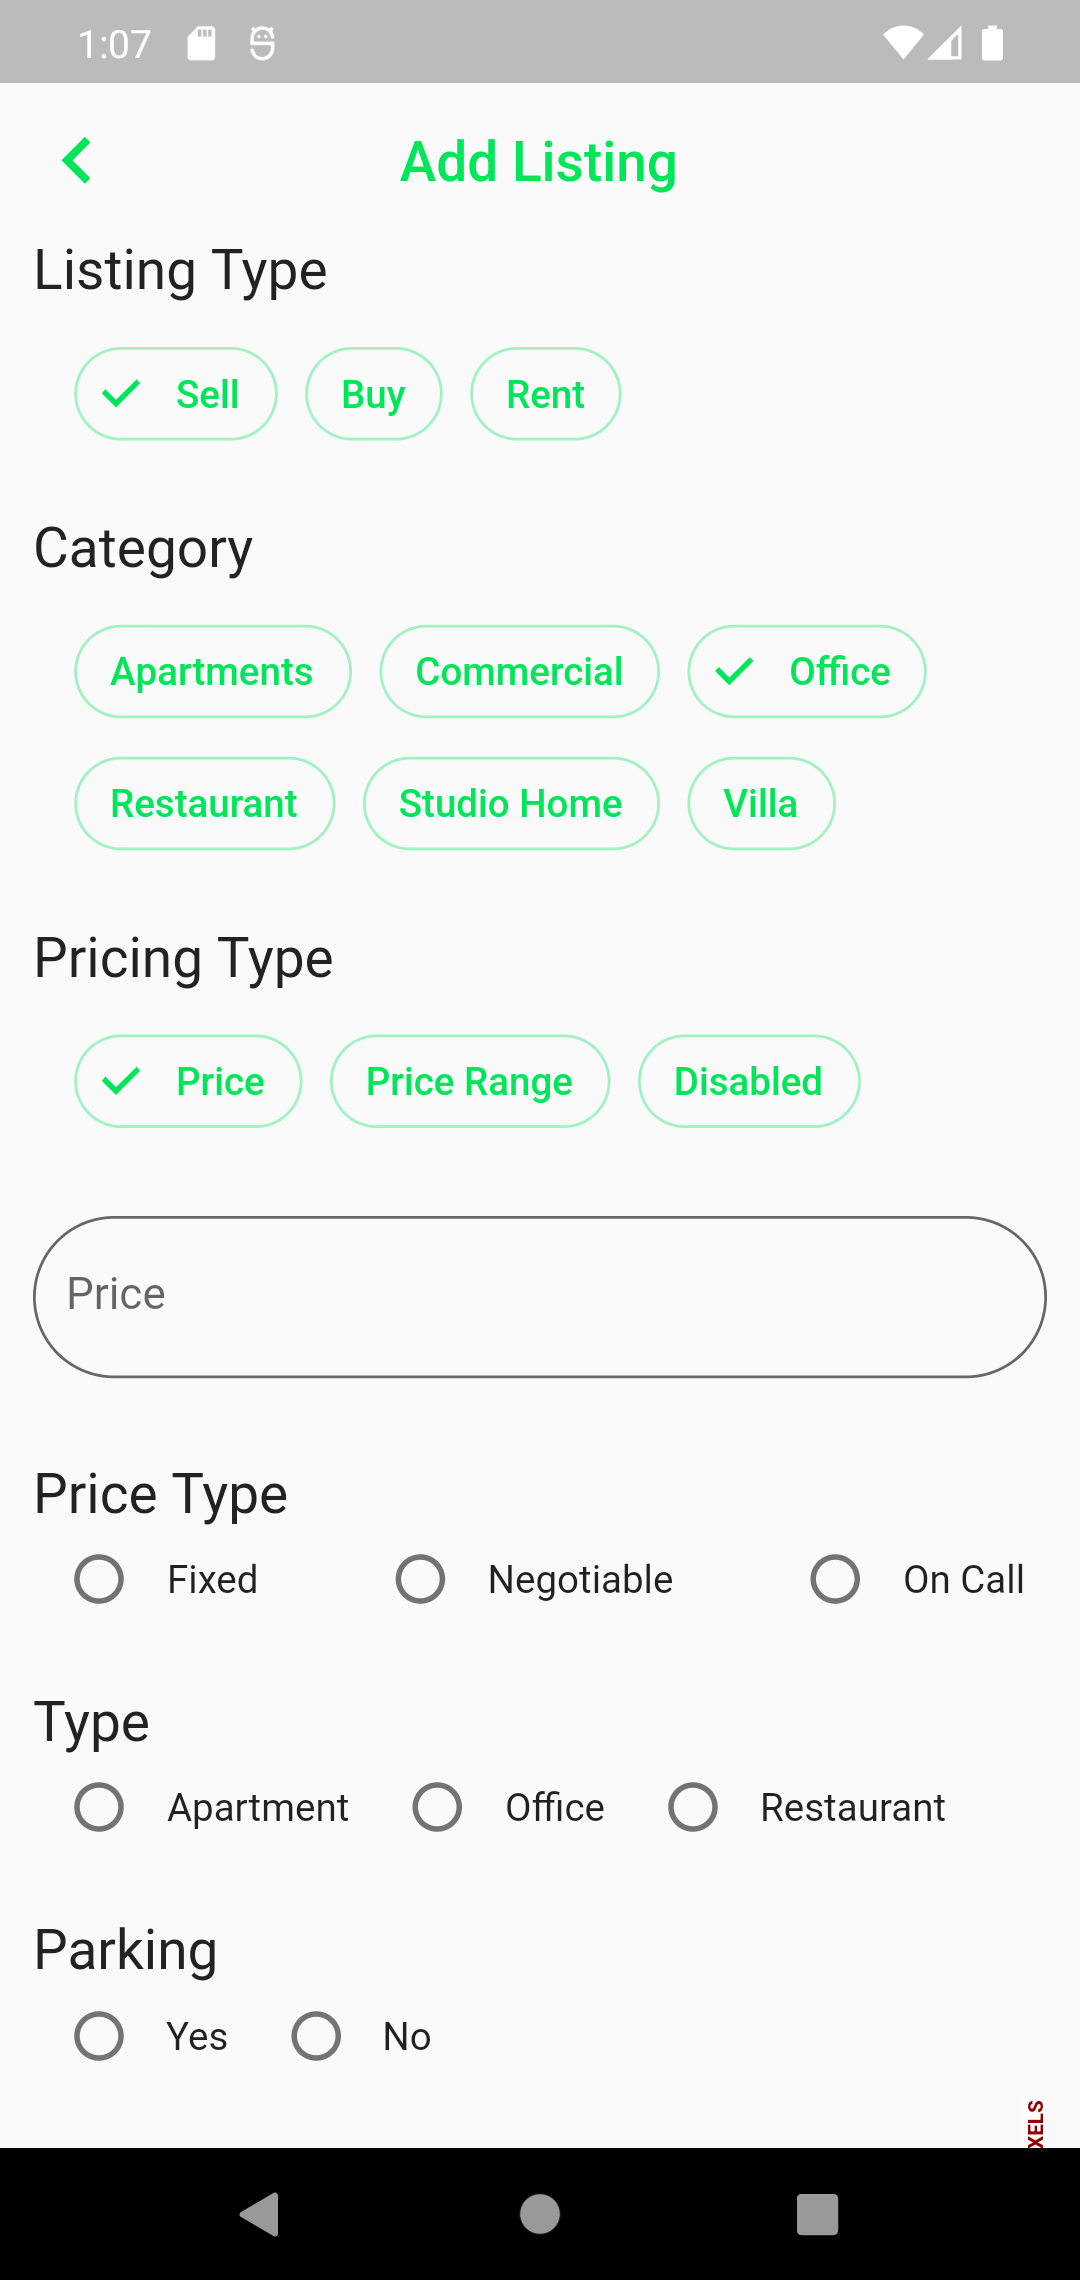 1:07
Add Listing
Listing Type
Sell Buy Rent
Category
Apartments Commercial Office
Restaurant Studio Home Villa
Pricing Type
Price Price Range Disabled
Price
Price Type
Fixed Negotiable On Call
Type
Apartment Office Restaurant
Parking
Yes No
XELS